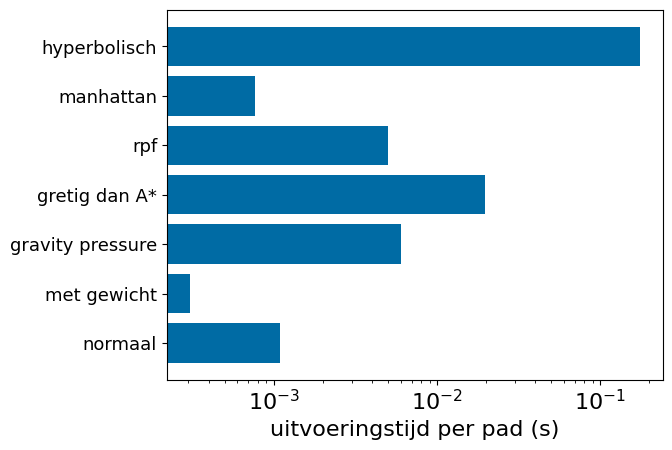 hyperbolisch
manhattan
rpf
gretig dan A*
gravity pressure
met gewicht
normaal
10⁻³ 10⁻² 10⁻¹
uitvoeringstijd per pad (s)